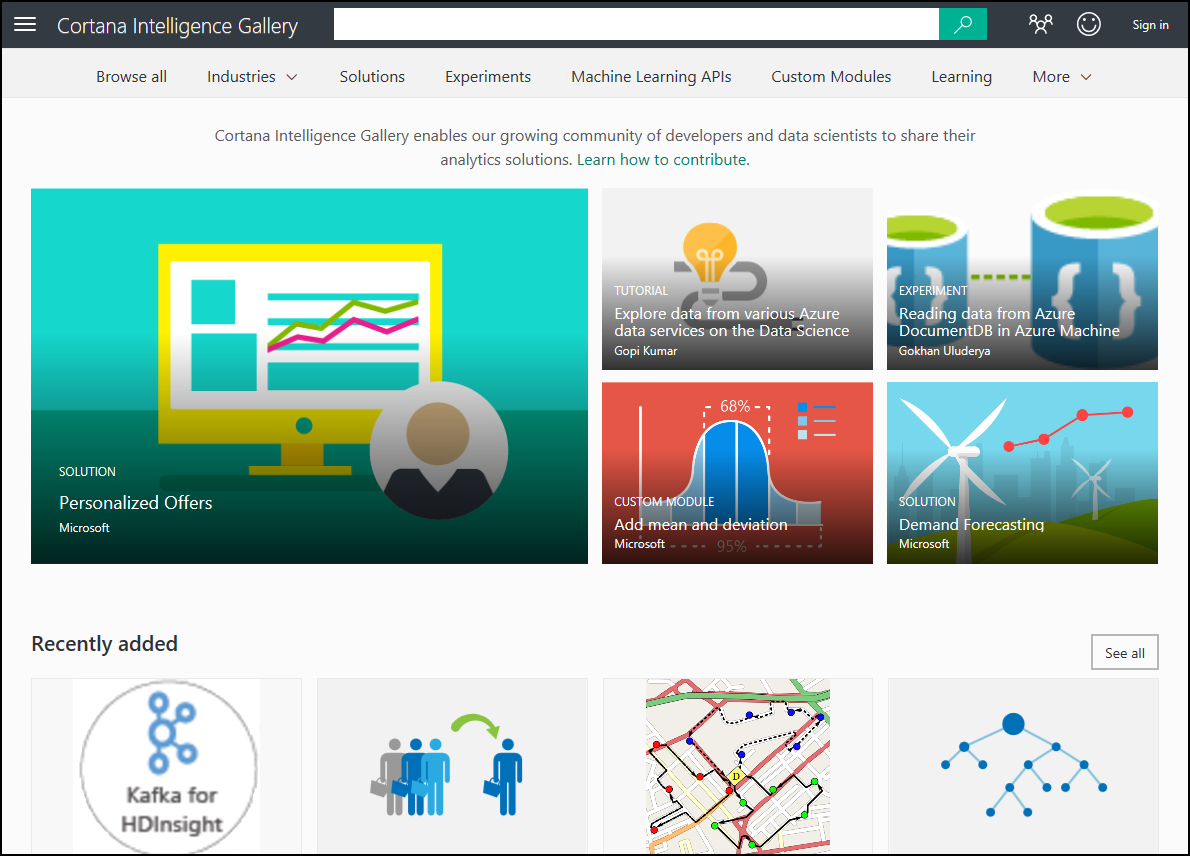 Cortana Intelligence Gallery
Sign in
Browse all
Industries
Solutions
Experiments
Machine Learning APIs
Custom Modules
Learning
More
Cortana Intelligence Gallery enables our growing community of developers and data scientists to share their
analytics solutions. Learn how to contribute.
SOLUTION
Personalized Offers
Microsoft
TUTORIAL
Explore data from various Azure
data services on the Data Science
Gopi Kumar
EXPERIMENT
Reading data from Azure
DocumentDB in Azure Machine
Gokhan Uluderya
68%
CUSTOM MODULE
Add mean and deviation
Microsoft
95%
SOLUTION
Demand Forecasting
Microsoft
Recently added
See all
Kafka for
HDInsight
D